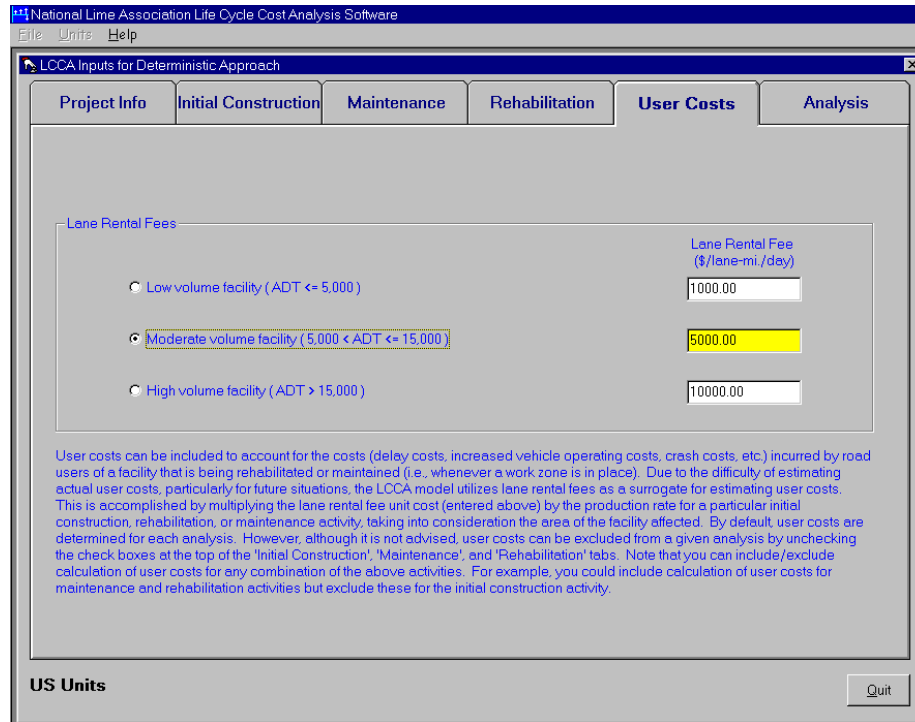 National Lime Association Life Cycle Cost Analysis Software
File Units Help
LCCA Inputs for Deterministic Approach
Project Info Initial Construction Maintenance Rehabilitation User Costs Analysis
Lane Rental Fees
Lane Rental Fee
($/lane-mi./day)
Low volume facility ( ADT <= 5,000 ) 1000.00
Moderate volume facility ( 5,000 < ADT <= 15,000 ) 5000.00
High volume facility ( ADT > 15,000 ) 10000.00
User costs can be included to account for the costs (delay costs, increased vehicle operating costs, crash costs, etc.) incurred by road
users of a facility that is being rehabilitated or maintained (i.e., whenever a work zone is in place). Due to the difficulty of estimating
actual user costs, particularly for future situations, the LCCA model utilizes lane rental fees as a surrogate for estimating user costs.
This is accomplished by multiplying the lane rental fee unit cost (entered above) by the production rate for a particular initial
construction, rehabilitation, or maintenance activity, taking into consideration the area of the facility affected. By default, user costs are
determined for each analysis. However, although it is not advised, user costs can be excluded from a given analysis by unchecking
the check boxes at the top of the 'Initial Construction', 'Maintenance', and 'Rehabilitation' tabs. Note that you can include/exclude
calculation of user costs for any combination of the above activities. For example, you could include calculation of user costs for
maintenance and rehabilitation activities but exclude these for the initial construction activity.
US Units
Quit